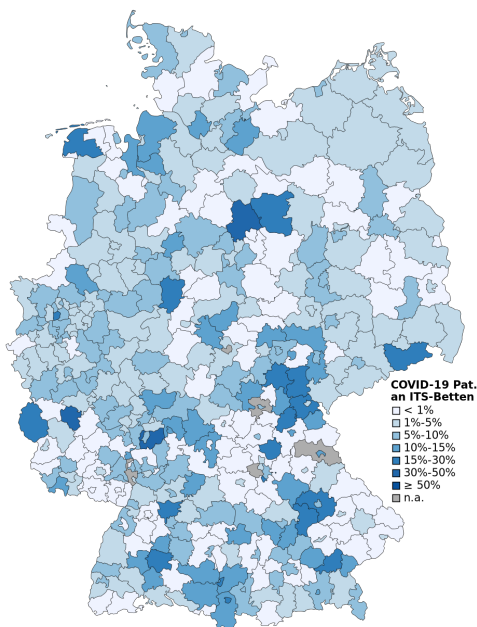 COVID-19 Pat.
an ITS-Betten
< 1%
1%-5%
5%-10%
10%-15%
15%-30%
30%-50%
≥ 50%
n.a.